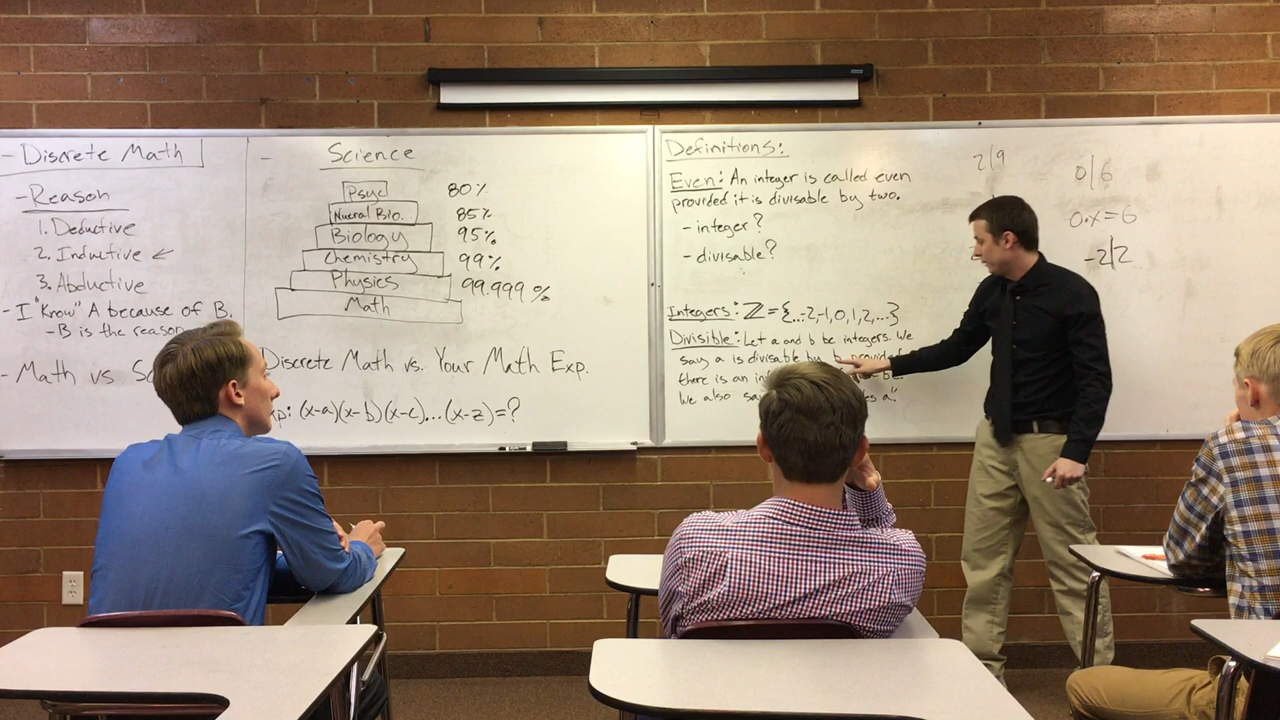 - Discrete Math
- Reason
1. Deductive
2. Inductive ←
3. Abductive
- I "Know" A because of B.
- B is the reason
- Math vs
- Science
Psyc 80%
Nueral Bio. 85%
Biology 95%
Chemistry 99%
Physics 99.999%
Math
Discrete Math vs. Your Math Exp.
(x-a)(x-b)(x-c)...(x-z)=?
Definitions:
Even: An integer is called even
provided it is divisable by two.
- integer?
- divisable?
Integers: ℤ = {...-2,-1,0,1,2,...}
Divisible: Let a and b be integers. We
say a is divisable by b
there is an
We also a".
2|9
0|6
0·x=6
-2|2